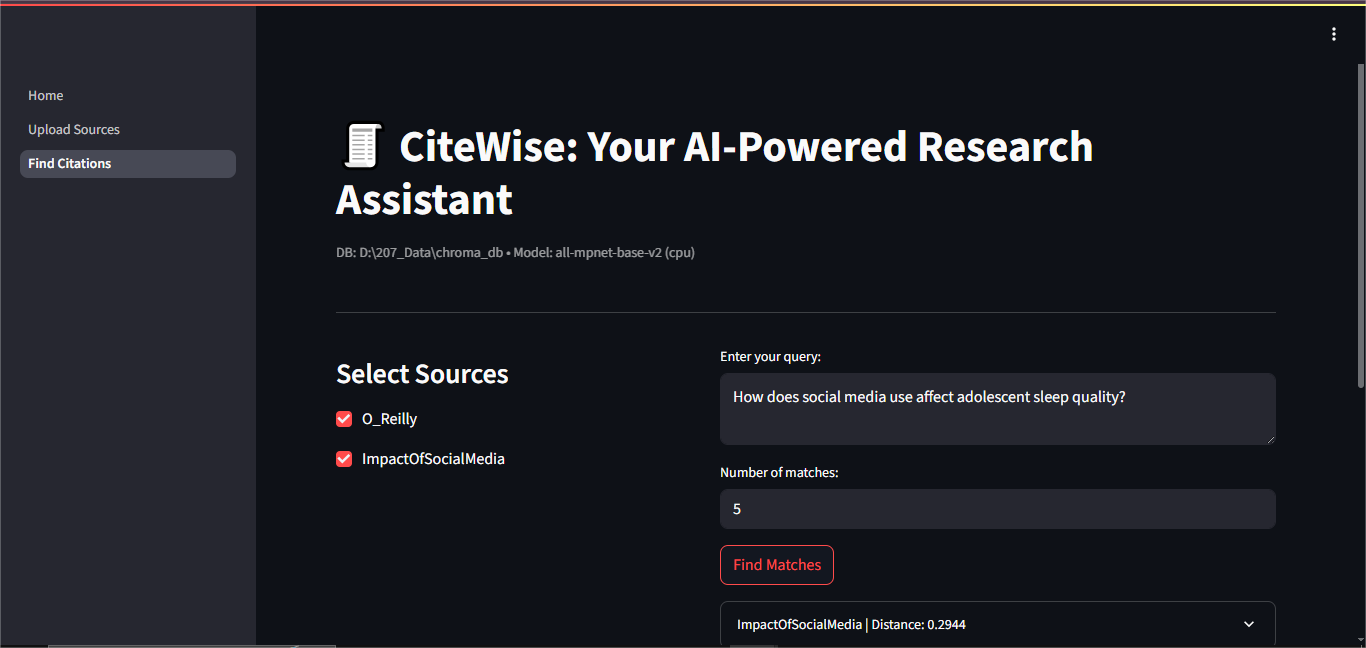 Home
Upload Sources
Find Citations
CiteWise: Your AI-Powered Research
Assistant
DB: D:\207_Data\chroma_db • Model: all-mpnet-base-v2 (cpu)
Select Sources
O_Reilly
ImpactOfSocialMedia
Enter your query:
How does social media use affect adolescent sleep quality?
Number of matches:
5
Find Matches
ImpactOfSocialMedia | Distance: 0.2944